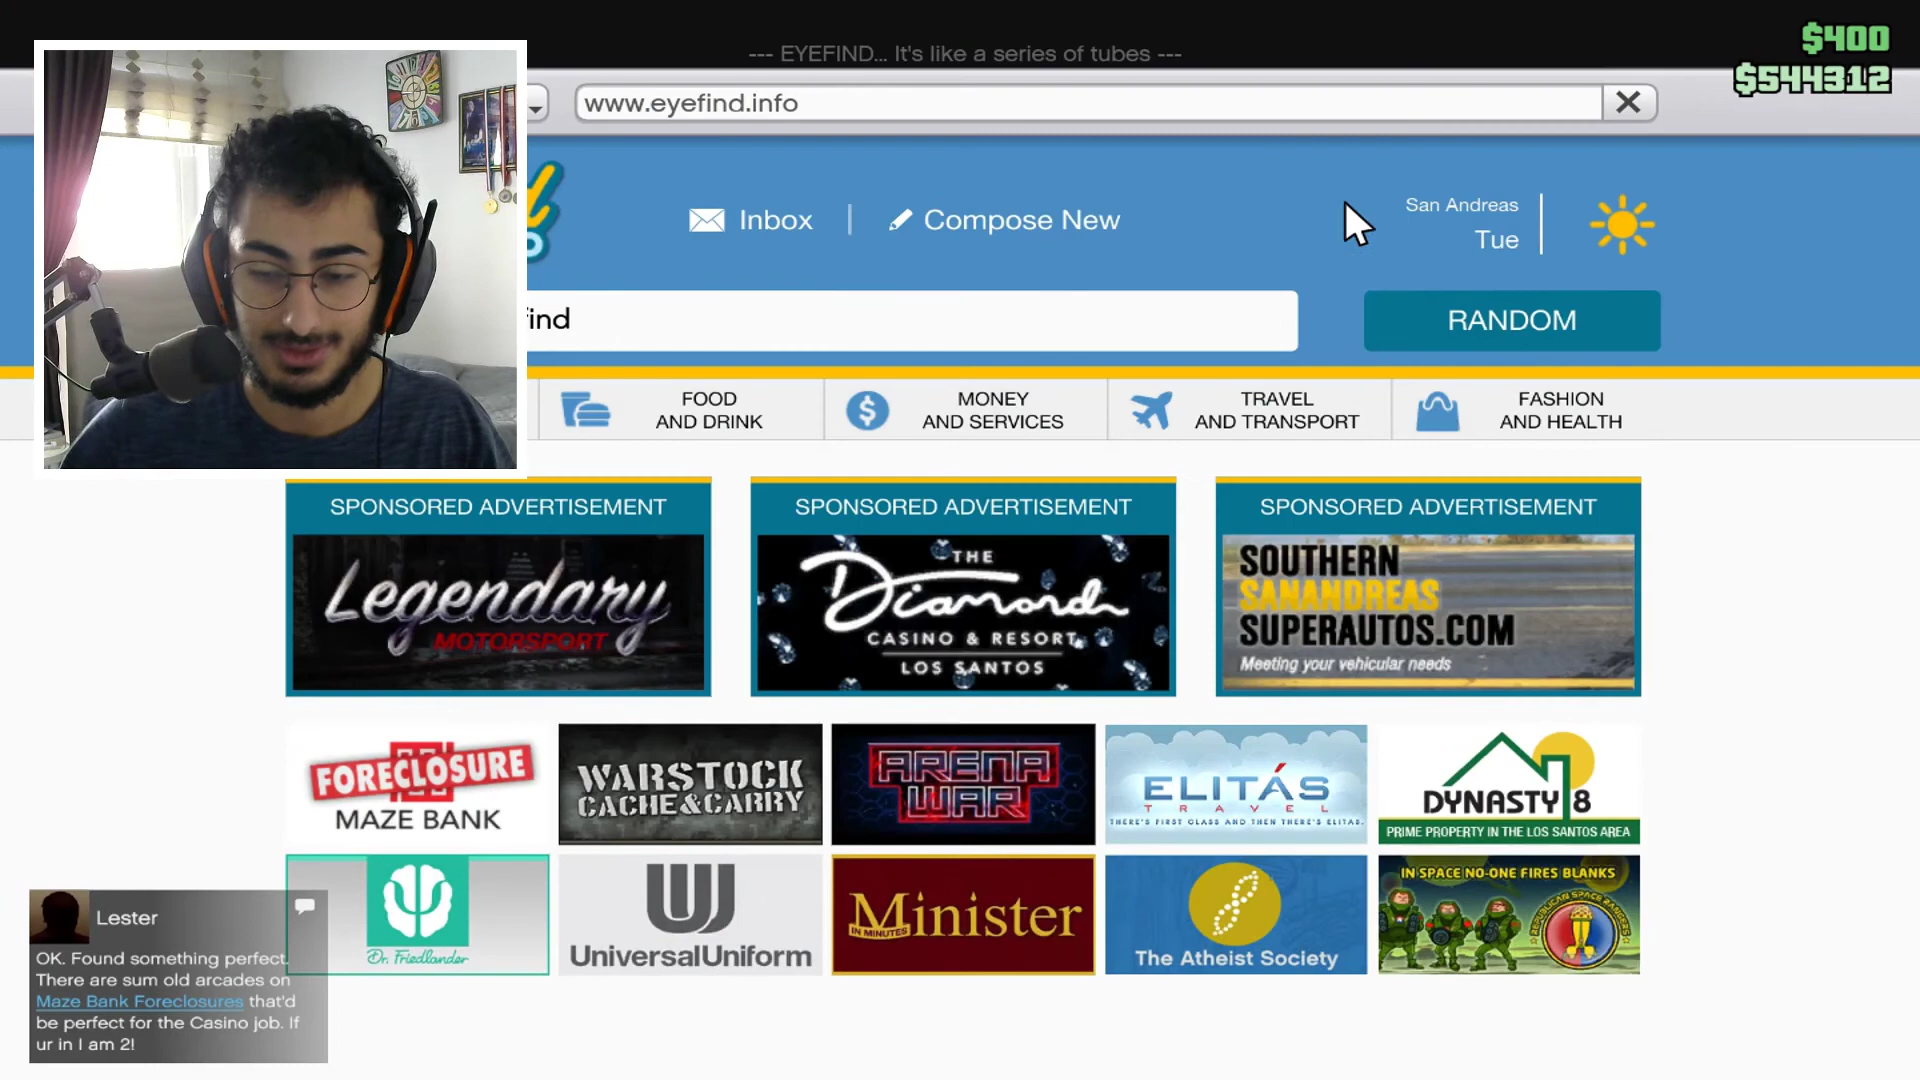 $400
--- EYEFIND... It's like a series of tubes ---
$544312
www.eyefind.info
Inbox
Compose New
San Andreas
Tue
find
RANDOM
FOOD
AND DRINK
MONEY
AND SERVICES
TRAVEL
AND TRANSPORT
FASHION
AND HEALTH
SPONSORED ADVERTISEMENT
Legendary
MOTORSPORT
SPONSORED ADVERTISEMENT
THE
Diamond
CASINO & RESORT
LOS SANTOS
SPONSORED ADVERTISEMENT
SOUTHERN
SANANDREAS
SUPERAUTOS.COM
Meeting your vehicular needs
FORECLOSURE
MAZE BANK
WARSTOCK
CACHE&CARRY
ARENA
WAR
ELITÁS
TRAVEL
THERE'S FIRST CLASS AND THEN THERE'S ELITAS.
DYNASTY 8
PRIME PROPERTY IN THE LOS SANTOS AREA
Dr. Friedlander
UniversalUniform
Minister
IN MINUTES
The Atheist Society
IN SPACE NO-ONE FIRES BLANKS
REPUBLICAN SPACE RANGERS
Lester
OK. Found something perfect.
There are sum old arcades on
Maze Bank Foreclosures that'd
be perfect for the Casino job. If
ur in I am 2!